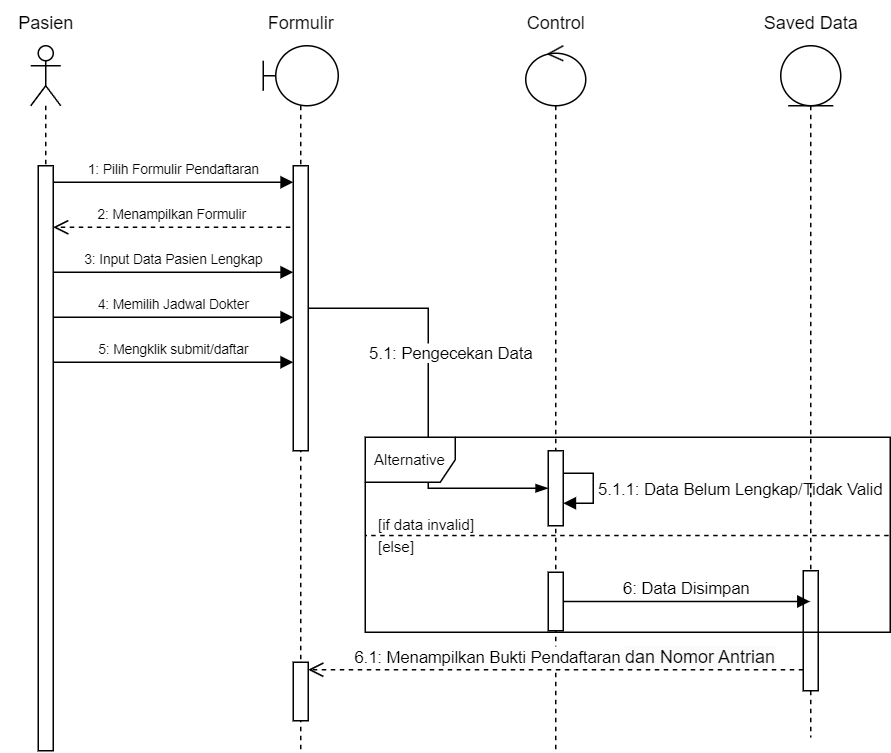 Pasien
Formulir
Control
Saved Data
1: Pilih Formulir Pendaftaran
2: Menampilkan Formulir
3: Input Data Pasien Lengkap
4: Memilih Jadwal Dokter
5: Mengklik submit/daftar
5.1: Pengecekan Data
Alternative
5.1.1: Data Belum Lengkap/Tidak Valid
[if data invalid]
[else]
6: Data Disimpan
6.1: Menampilkan Bukti Pendaftaran dan Nomor Antrian